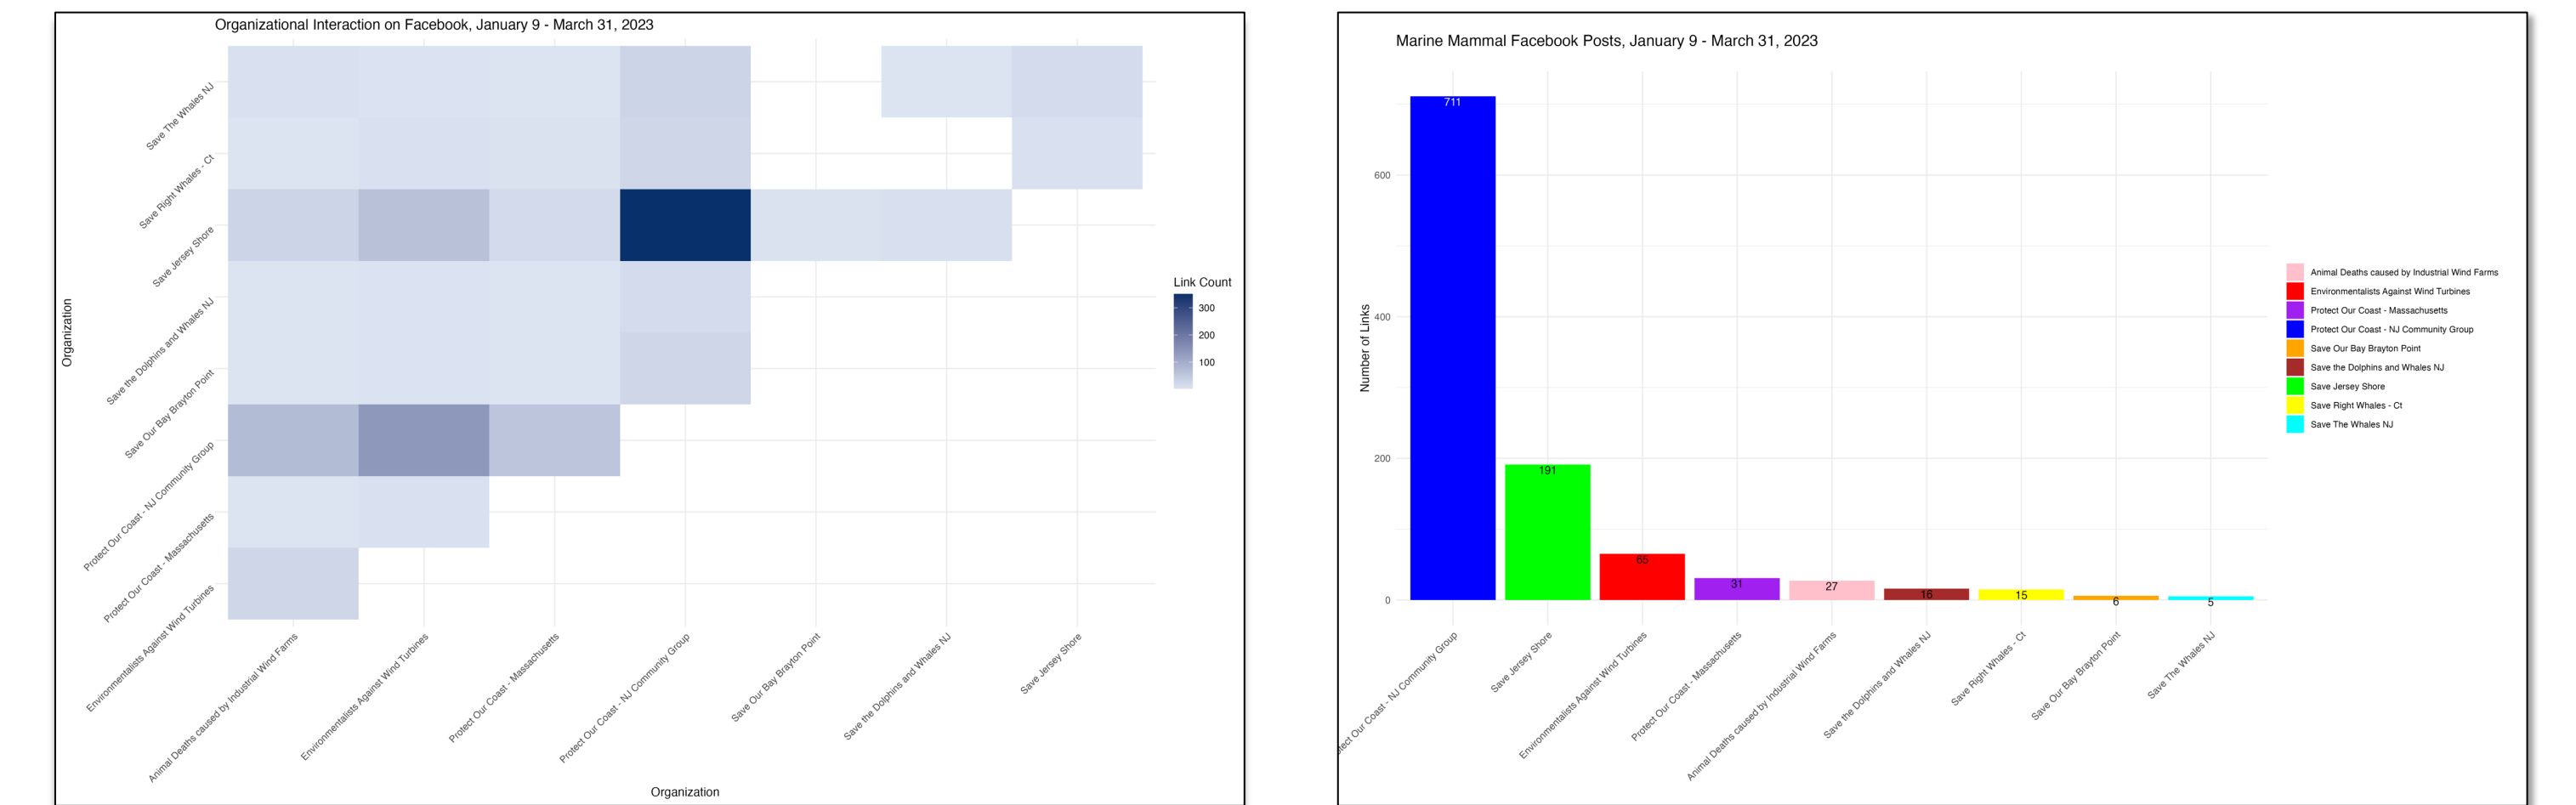 Organizational Interaction on Facebook, January 9 - March 31, 2023
Organization
Save The Whales NJ
Save Right Whales - Ct
Save Jersey Shore
Save the Dolphins and Whales NJ
Save Our Bay Brayton Point
Protect Our Coast - NJ Community Group
Protect Our Coast - Massachusetts
Environmentalists Against Wind Turbines
Animal Deaths caused by Industrial Wind Farms
Environmentalists Against Wind Turbines
Protect Our Coast - Massachusetts
Protect Our Coast - NJ Community Group
Save Our Bay Brayton Point
Save the Dolphins and Whales NJ
Save Jersey Shore
Organization
Link Count
300
200
100
Marine Mammal Facebook Posts, January 9 - March 31, 2023
Number of Links
600
400
200
0
711
191
65
31
27
16
15
6
5
tect Our Coast - NJ Community Group
Save Jersey Shore
Environmentalists Against Wind Turbines
Protect Our Coast - Massachusetts
Animal Deaths caused by Industrial Wind Farms
Save the Dolphins and Whales NJ
Save Right Whales - Ct
Save Our Bay Brayton Point
Save The Whales NJ
Animal Deaths caused by Industrial Wind Farms
Environmentalists Against Wind Turbines
Protect Our Coast - Massachusetts
Protect Our Coast - NJ Community Group
Save Our Bay Brayton Point
Save the Dolphins and Whales NJ
Save Jersey Shore
Save Right Whales - Ct
Save The Whales NJ